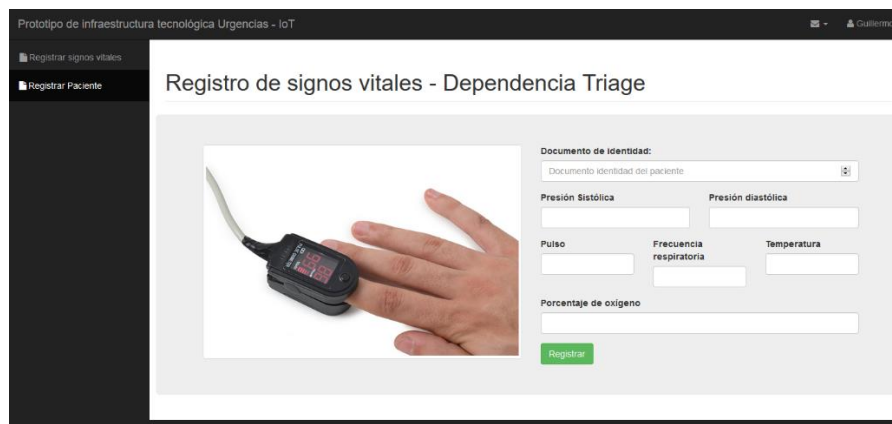 Prototipo de infraestructura tecnológica Urgencias - IoT
Guillermo
Registrar signos vitales
Registrar Paciente
Registro de signos vitales - Dependencia Triage
Documento de identidad:
Documento identidad del paciente
Presión Sistólica
Presión diastólica
Pulso
Frecuencia
respiratoria
Temperatura
Porcentaje de oxígeno
Registrar